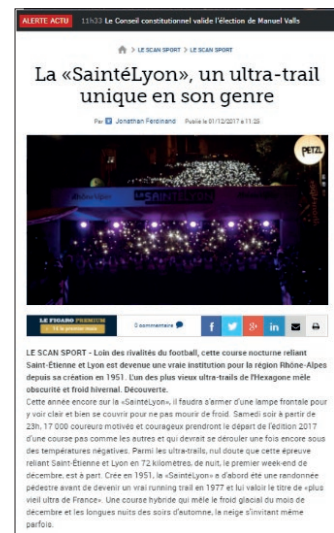 ALERTE ACTU 11h33 Le Conseil constitutionnel valide l'élection de Manuel Valls
> LE SCAN SPORT > LE SCAN SPORT
La «SaintéLyon», un ultra-trail
unique en son genre
Par Jonathan Ferdinand Publié le 01/12/2017 à 11:25
PETZL
LA SAINTÉLYON
LE FIGARO PREMIUM
3 commentaire
LE SCAN SPORT - Loin des rivalités du football, cette course nocturne reliant
Saint-Étienne et Lyon est devenue une vraie institution pour la région Rhône-Alpes
depuis sa création en 1951. L'un des plus vieux ultra-trails de l'Hexagone mêle
obscurité et froid hivernal. Découverte.
Cette année encore sur la «SaintéLyon», il faudra s'armer d'une lampe frontale pour
y voir clair et bien se couvrir pour ne pas mourir de froid. Samedi soir à partir de
23h, 17 000 coureurs motivés et courageux prendront le départ de l'édition 2017
d'une course pas comme les autres et qui devrait se dérouler une fois encore sous
des températures négatives. Parmi les ultra-trails, nul doute que cette épreuve
reliant Saint-Étienne et Lyon en 72 kilomètres, de nuit, le premier week-end de
décembre, est à part. Crée en 1951, la «SaintéLyon» a d'abord été une randonnée
pédestre avant de devenir un vrai running trail en 1977 et lui valoir le titre de «plus
vieil ultra de France». Une course hybride qui mêle le froid glacial du mois de
décembre et les longues nuits des soirs d'automne, la neige s'invitant même
parfois.